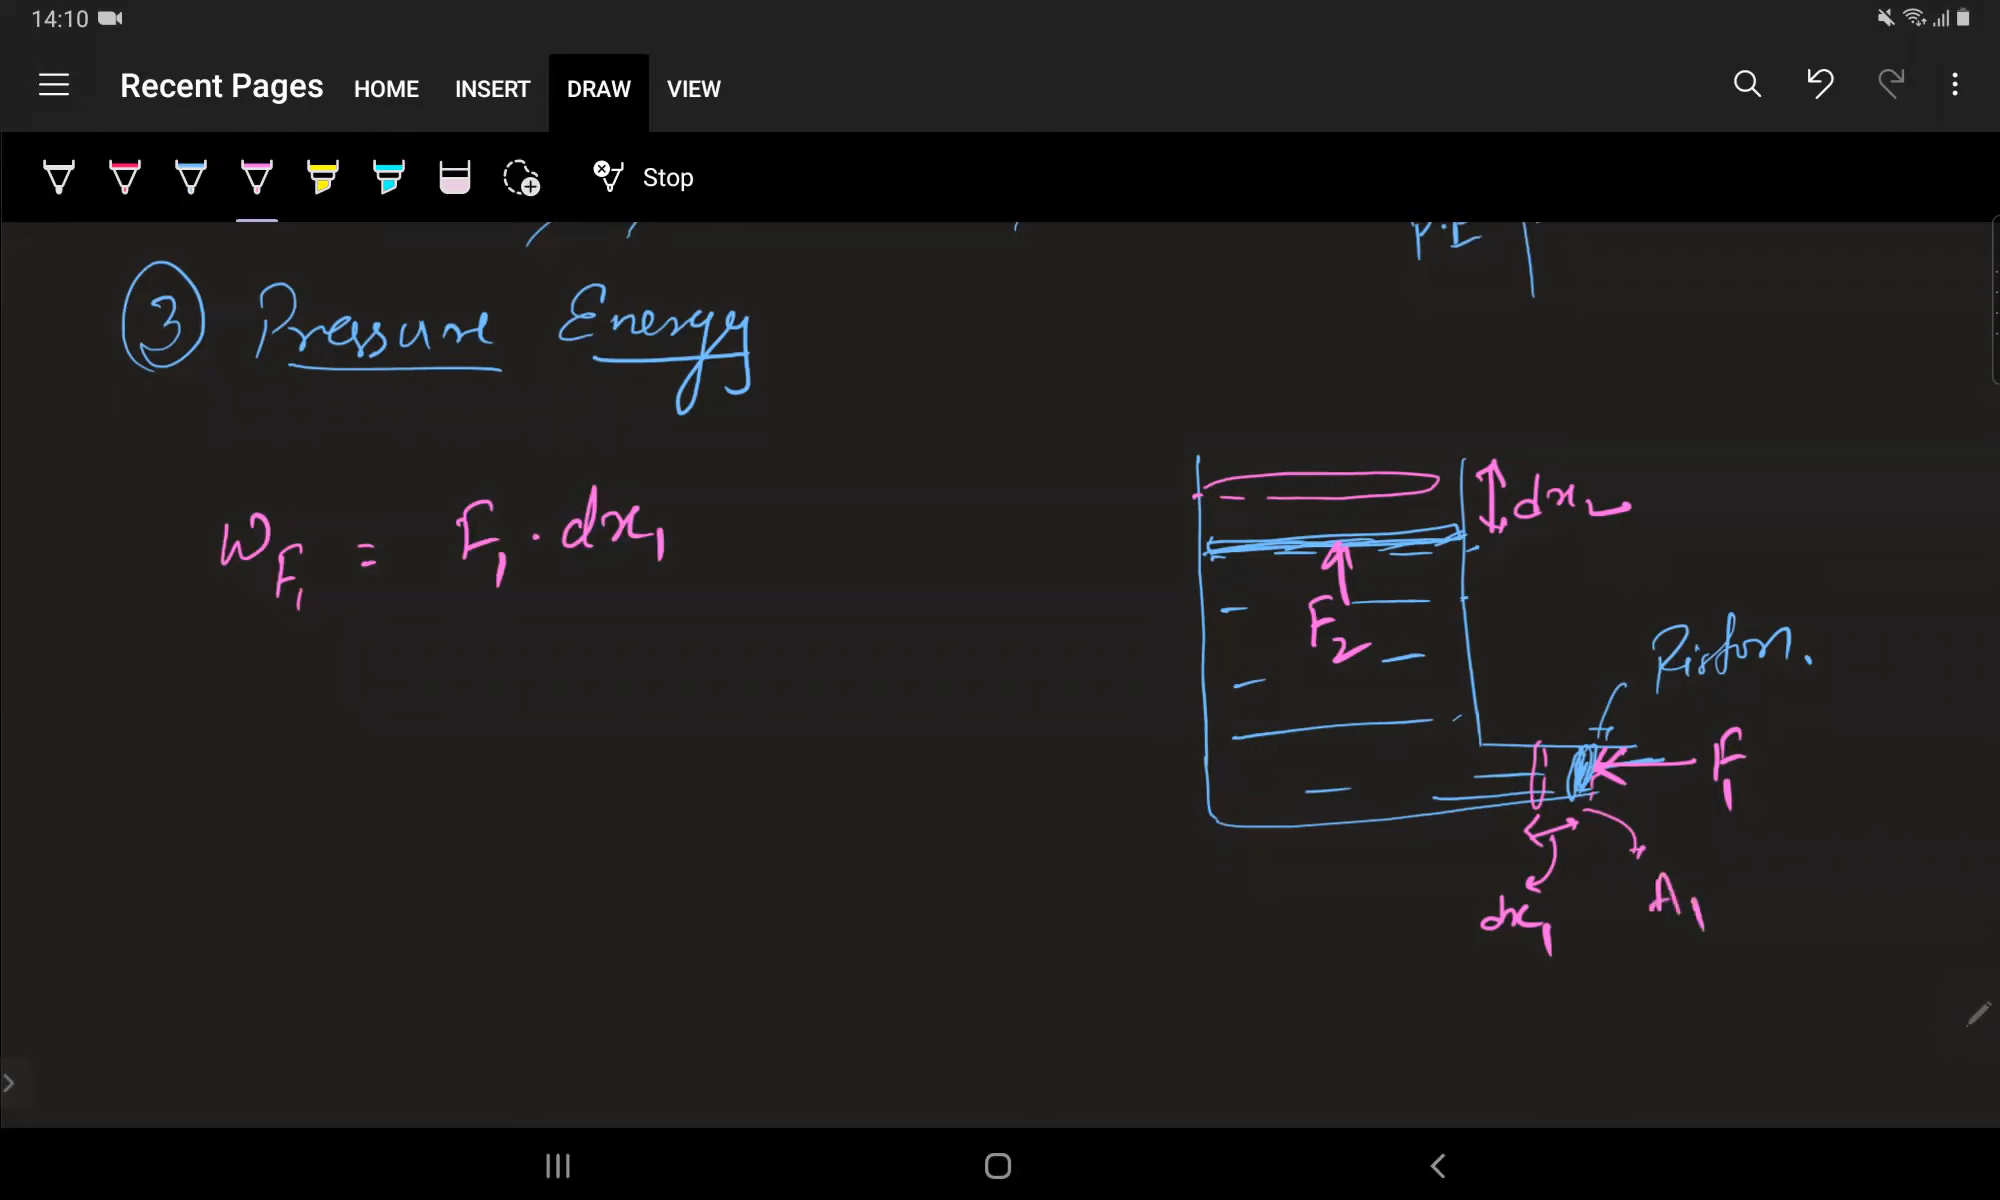 14:10
Recent Pages HOME INSERT DRAW VIEW
Stop
P.E
③ Pressure Energy
W_F₁ = F₁ . dx₁
dx₂
F₂
Piston.
F₁
dx₁
A₁